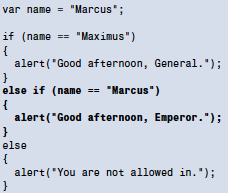 var name = "Marcus";
if (name == "Maximus")
{
alert("Good afternoon, General.");
}
else if (name == "Marcus")
{
alert("Good afternoon, Emperor.");
}
else
{
alert("You are not allowed in.");
}